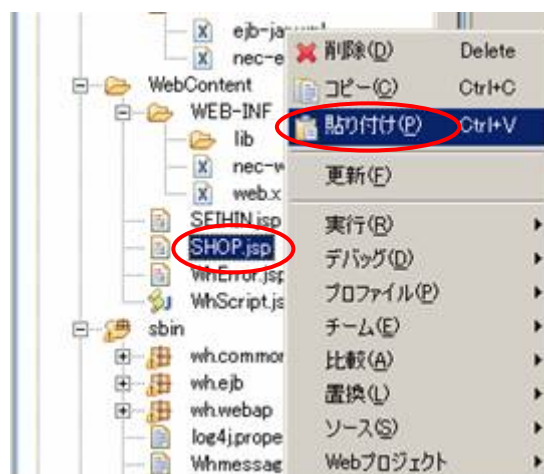 ejb-ja
nec-e
WebContent
WEB-INF
lib
nec-w
web.x
SEIHIN.jsp
SHOP.jsp
WhError.jsp
WhScript.js
sbin
wh.commor
wh.ejb
wh.webap
log4j.prope
Whmessag
削除(D) Delete
コピー(C) Ctrl+C
貼り付け(P) Ctrl+V
更新(F)
実行(R)
デバッグ(D)
プロファイル(P)
チーム(E)
比較(A)
置換(L)
ソース(S)
Webプロジェクト